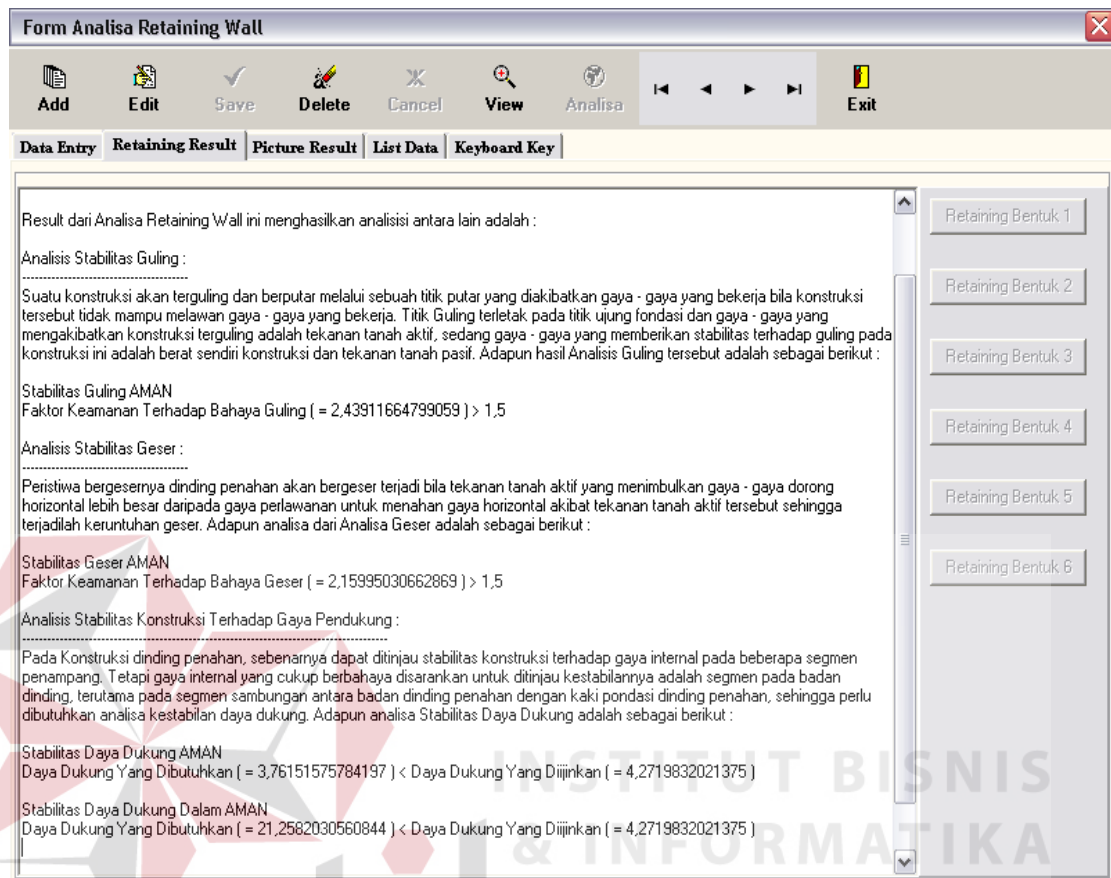 Form Analisa Retaining Wall
Add Edit Save Delete Cancel View Analisa Exit
Data Entry Retaining Result Picture Result List Data Keyboard Key
Result dari Analisa Retaining Wall ini menghasilkan analisisi antara lain adalah :
Analisis Stabilitas Guling :
----------------------------------------
Suatu konstruksi akan terguling dan berputar melalui sebuah titik putar yang diakibatkan gaya - gaya yang bekerja bila konstruksi
tersebut tidak mampu melawan gaya - gaya yang bekerja. Titik Guling terletak pada titik ujung fondasi dan gaya - gaya yang
mengakibatkan konstruksi terguling adalah tekanan tanah aktif, sedang gaya - gaya yang memberikan stabilitas terhadap guling pada
konstruksi ini adalah berat sendiri konstruksi dan tekanan tanah pasif. Adapun hasil Analisis Guling tersebut adalah sebagai berikut :
Stabilitas Guling AMAN
Faktor Keamanan Terhadap Bahaya Guling ( = 2,43911664799059 ) > 1,5
Analisis Stabilitas Geser :
----------------------------------------
Peristiwa bergesernya dinding penahan akan bergeser terjadi bila tekanan tanah aktif yang menimbulkan gaya - gaya dorong
horizontal lebih besar daripada gaya perlawanan untuk menahan gaya horizontal akibat tekanan tanah aktif tersebut sehingga
terjadilah keruntuhan geser. Adapun analisa dari Analisa Geser adalah sebagai berikut :
Stabilitas Geser AMAN
Faktor Keamanan Terhadap Bahaya Geser ( = 2,15995030662869 ) > 1,5
Analisis Stabilitas Konstruksi Terhadap Gaya Pendukung :
----------------------------------------------------------------------------------------
Pada Konstruksi dinding penahan, sebenarnya dapat ditinjau stabilitas konstruksi terhadap gaya internal pada beberapa segmen
penampang. Tetapi gaya internal yang cukup berbahaya disarankan untuk ditinjau kestabilannya adalah segmen pada badan
dinding, terutama pada segmen sambungan antara badan dinding penahan dengan kaki pondasi dinding penahan, sehingga perlu
dibutuhkan analisa kestabilan daya dukung. Adapun analisa Stabilitas Daya Dukung adalah sebagai berikut :
Stabilitas Daya Dukung AMAN
Daya Dukung Yang Dibutuhkan ( = 3,76151575784197 ) < Daya Dukung Yang Diijinkan ( = 4,2719832021375 )
Stabilitas Daya Dukung Dalam AMAN
Daya Dukung Yang Dibutuhkan ( = 21,2582030560844 ) < Daya Dukung Yang Diijinkan ( = 4,2719832021375 )
Retaining Bentuk 1
Retaining Bentuk 2
Retaining Bentuk 3
Retaining Bentuk 4
Retaining Bentuk 5
Retaining Bentuk 6
INSTITUT BISNIS
& INFORMATIKA